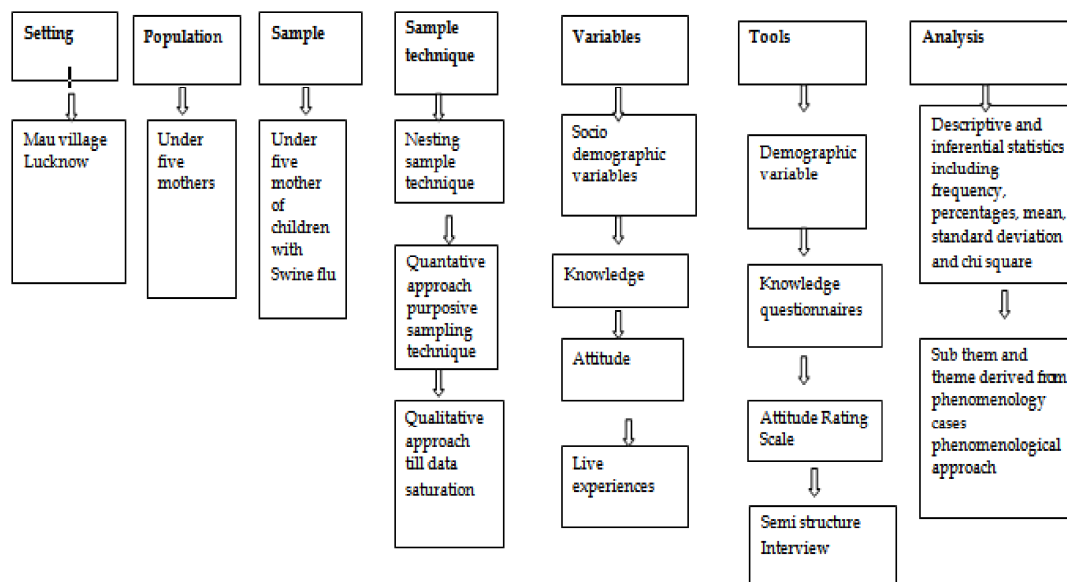 Setting
Mau village
Lucknow
Population
Under
five
mothers
Sample
Under
five
mother
of
children
with
Swine flu
Sample
technique
Nesting
sample
technique
Quantative
approach
purposive
sampling
technique
Qualitative
approach
till data
saturation
Variables
Socio
demographic
variables
Knowledge
Attitude
Live
experiences
Tools
Demographic
variable
Knowledge
questionnaires
Attitude Rating
Scale
Semi structure
Interview
Analysis
Descriptive and
inferential statistics
including
frequency,
percentages, mean,
standard deviation
and chi square
Sub them and
theme derived from
phenomenology
cases
phenomenological
approach